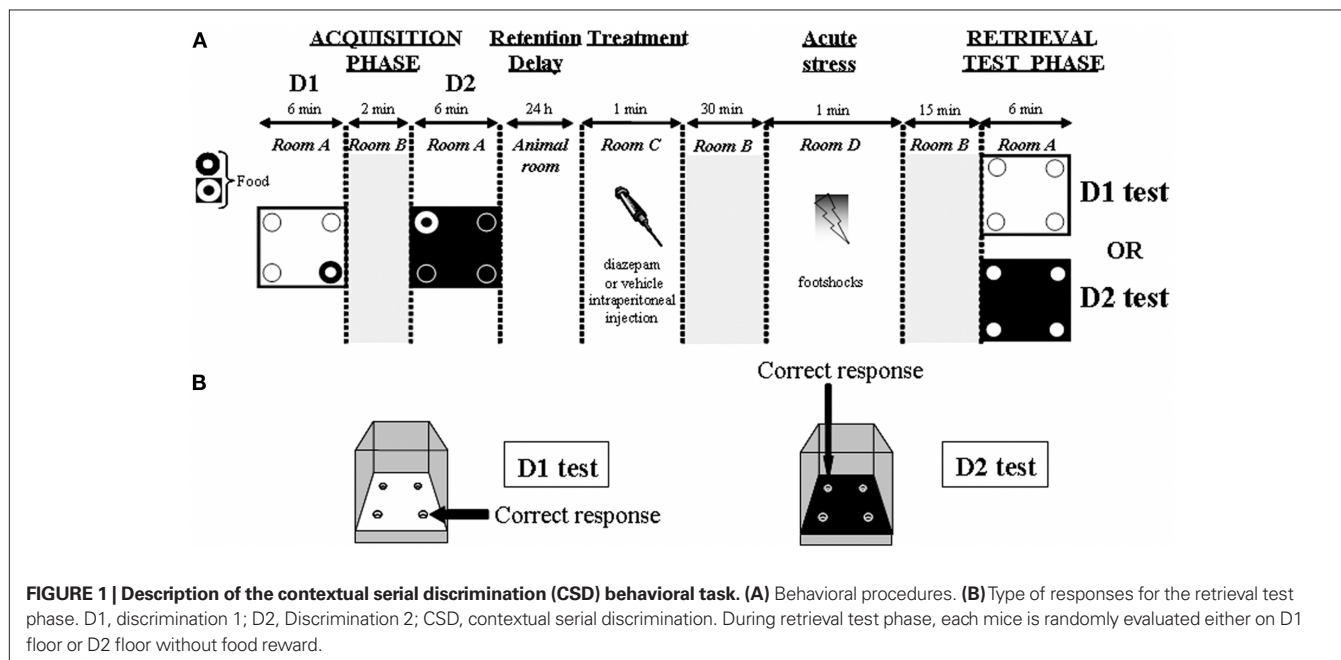 A
ACQUISITION PHASE
Retention Delay
Treatment
Acute stress
RETRIEVAL TEST PHASE
D1
D2
6 min
2 min
6 min
24 h
1 min
30 min
1 min
15 min
6 min
Room A
Room B
Room A
Animal room
Room C
Room B
Room D
Room B
Room A
Food
D1 test
OR
D2 test
diazepam
or vehicle
intraperitoneal
injection
footshocks
B
Correct response
D1 test
D2 test
Correct response
FIGURE 1 | Description of the contextual serial discrimination (CSD) behavioral task. (A) Behavioral procedures. (B) Type of responses for the retrieval test
phase. D1, discrimination 1; D2, Discrimination 2; CSD, contextual serial discrimination. During retrieval test phase, each mice is randomly evaluated either on D1
floor or D2 floor without food reward.